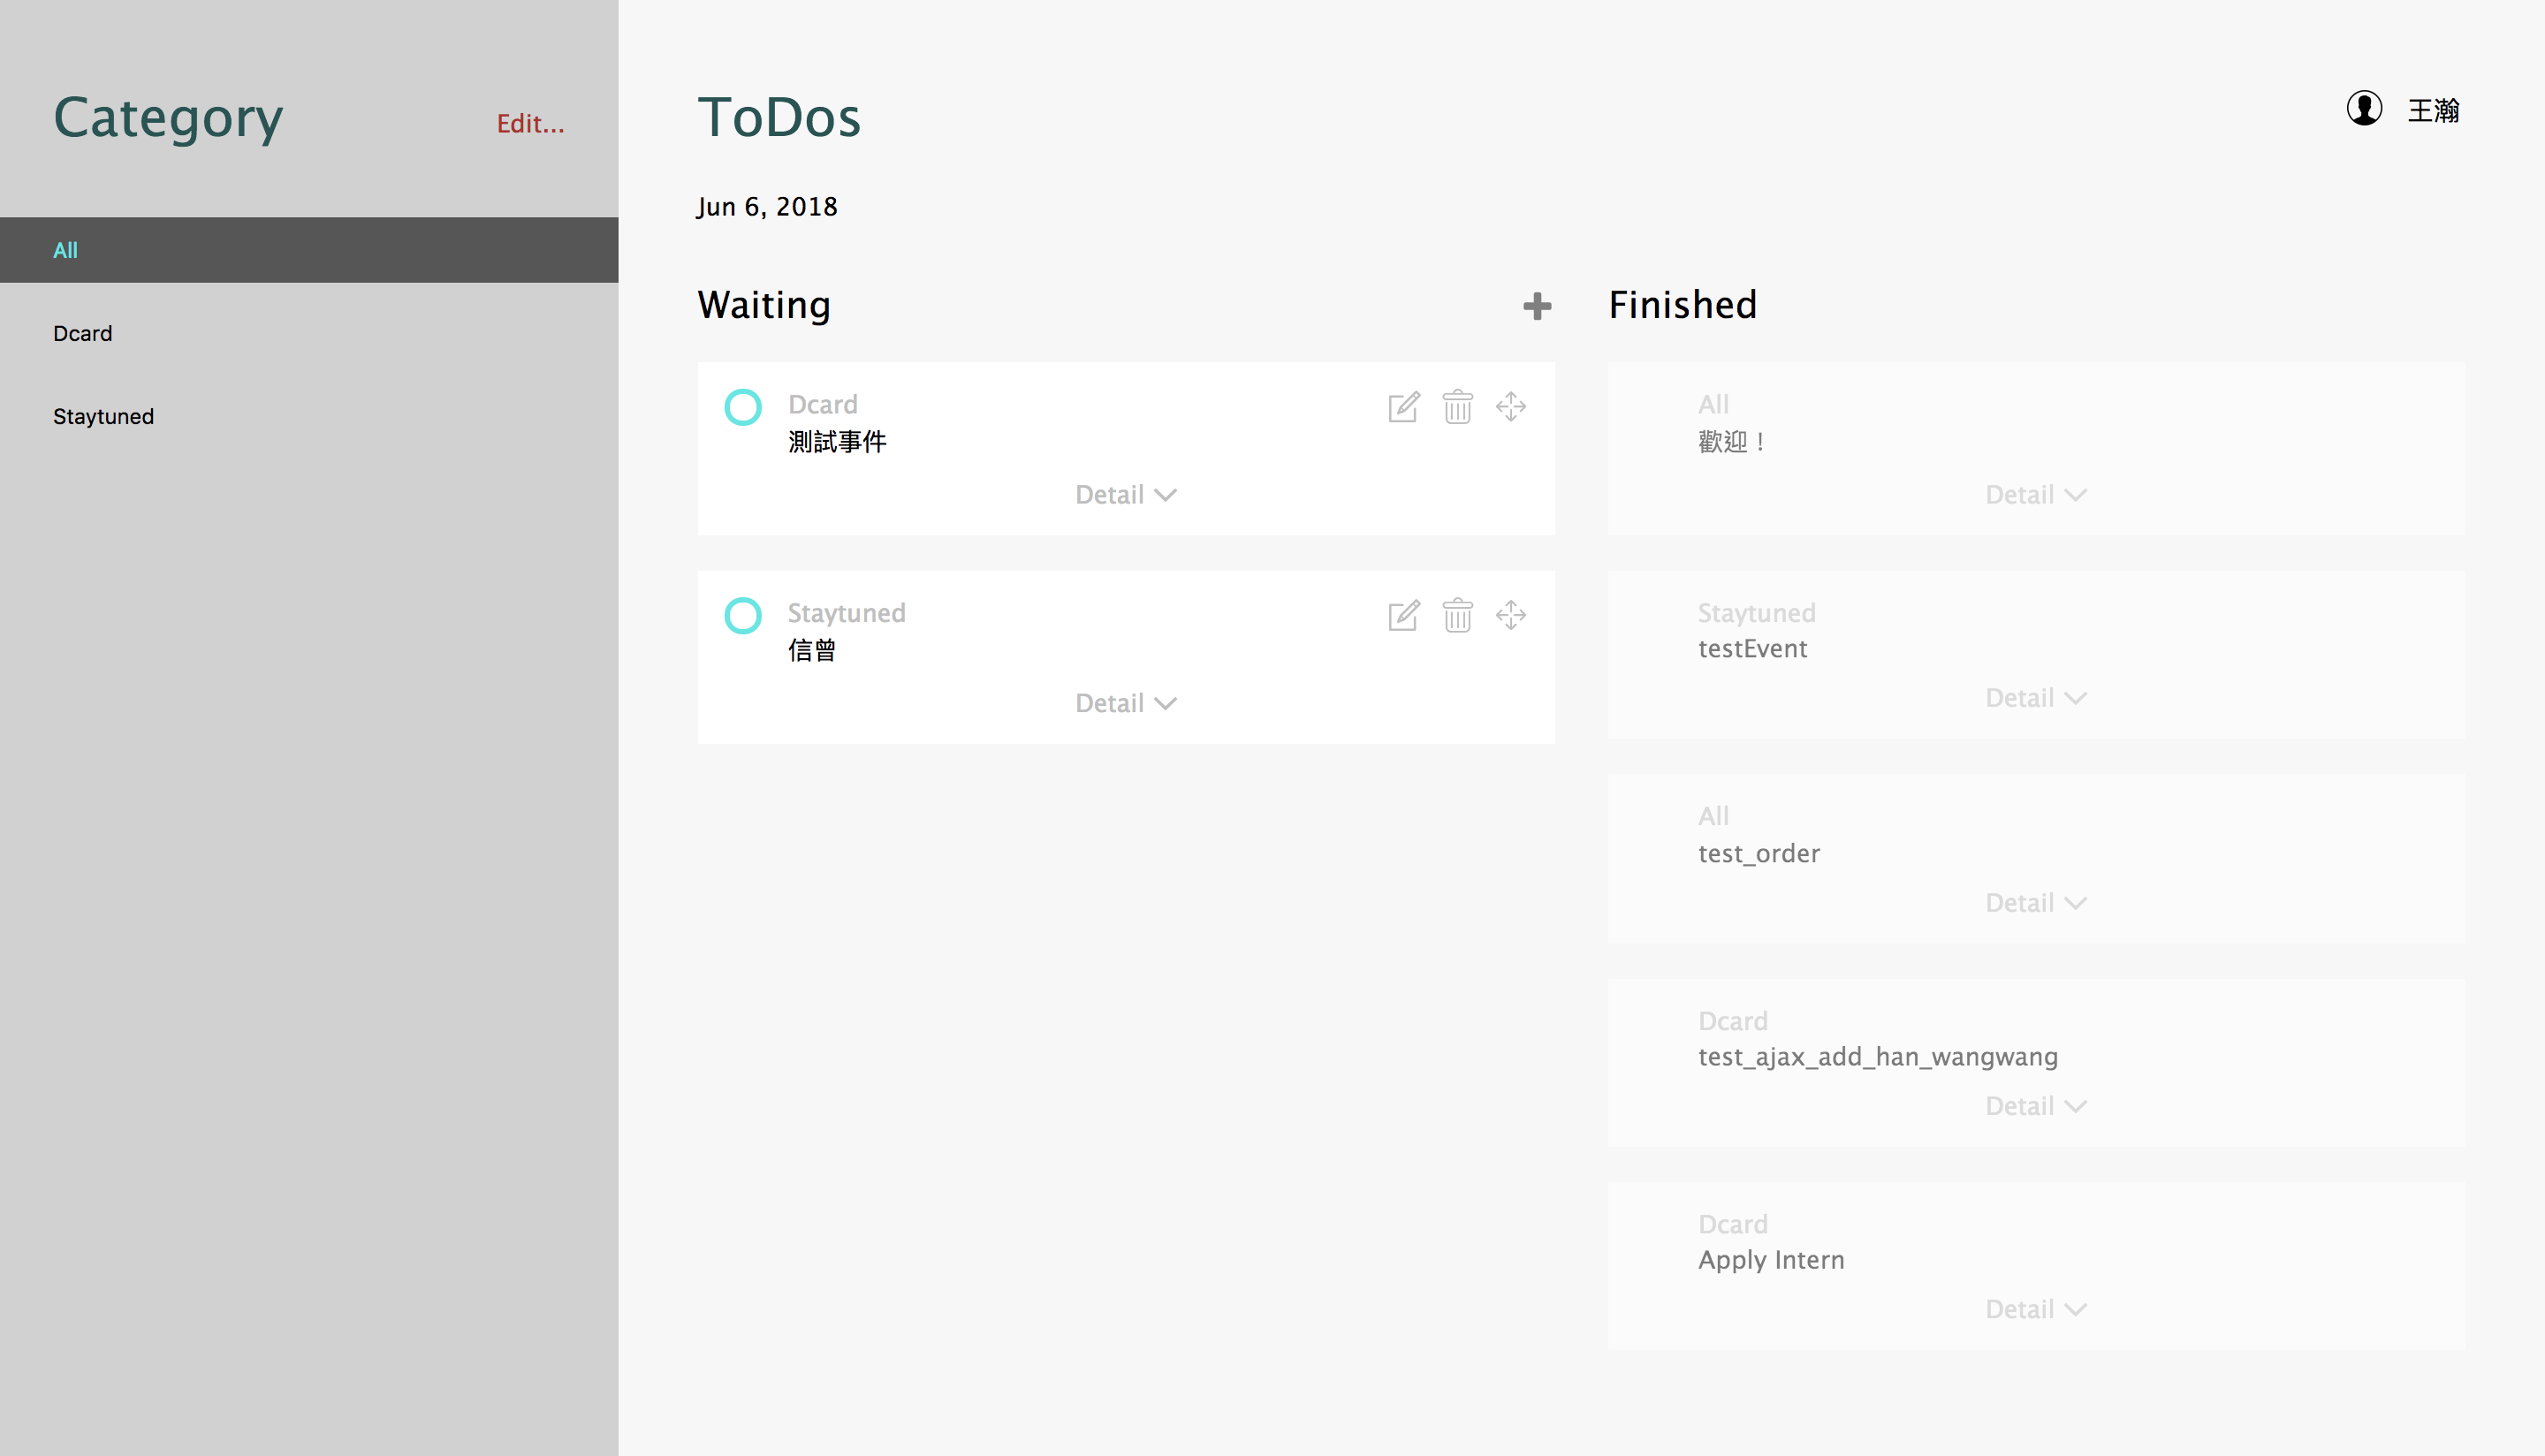 Category
Edit...
All
Dcard
Staytuned
ToDos
王瀚
Jun 6, 2018
Waiting
Dcard
測試事件
Detail
Staytuned
信曾
Detail
Finished
All
歡迎！
Detail
Staytuned
testEvent
Detail
All
test_order
Detail
Dcard
test_ajax_add_han_wangwang
Detail
Dcard
Apply Intern
Detail